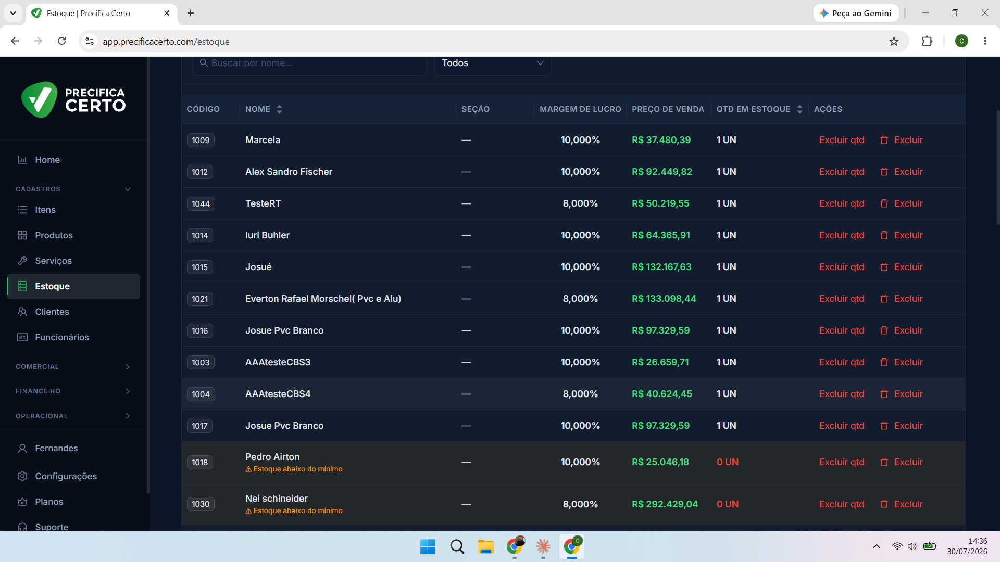 Estoque | Precifica Certo
Peça ao Gemini
app.precificacerto.com/estoque
C
PRECIFICA
CERTO
Home
CADASTROS
Itens
Produtos
Serviços
Estoque
Clientes
Funcionários
COMERCIAL
FINANCEIRO
OPERACIONAL
Fernandes
Configurações
Planos
Suporte
Buscar por nome...
Todos
CÓDIGO NOME SEÇÃO MARGEM DE LUCRO PREÇO DE VENDA QTD EM ESTOQUE AÇÕES
1009 Marcela — 10,000% R$ 37.480,39 1 UN Excluir qtd Excluir
1012 Alex Sandro Fischer — 10,000% R$ 92.449,82 1 UN Excluir qtd Excluir
1044 TesteRT — 8,000% R$ 50.219,55 1 UN Excluir qtd Excluir
1014 Iuri Buhler — 10,000% R$ 64.365,91 1 UN Excluir qtd Excluir
1015 Josué — 10,000% R$ 132.167,63 1 UN Excluir qtd Excluir
1021 Everton Rafael Morschel( Pvc e Alu) — 8,000% R$ 133.098,44 1 UN Excluir qtd Excluir
1016 Josue Pvc Branco — 10,000% R$ 97.329,59 1 UN Excluir qtd Excluir
1003 AAAtesteCBS3 — 10,000% R$ 26.659,71 1 UN Excluir qtd Excluir
1004 AAAtesteCBS4 — 8,000% R$ 40.624,45 1 UN Excluir qtd Excluir
1017 Josue Pvc Branco — 10,000% R$ 97.329,59 1 UN Excluir qtd Excluir
1018 Pedro Airton — 10,000% R$ 25.046,18 0 UN Excluir qtd Excluir
Estoque abaixo do mínimo
1030 Nei schineider — 8,000% R$ 292.429,04 0 UN Excluir qtd Excluir
Estoque abaixo do mínimo
C
14:36
30/07/2026